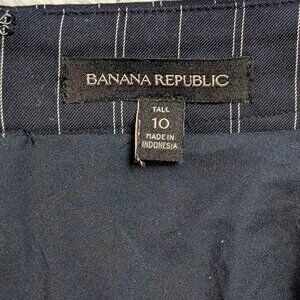 BANANA REPUBLIC
TALL
10
MADE IN
INDONESIA